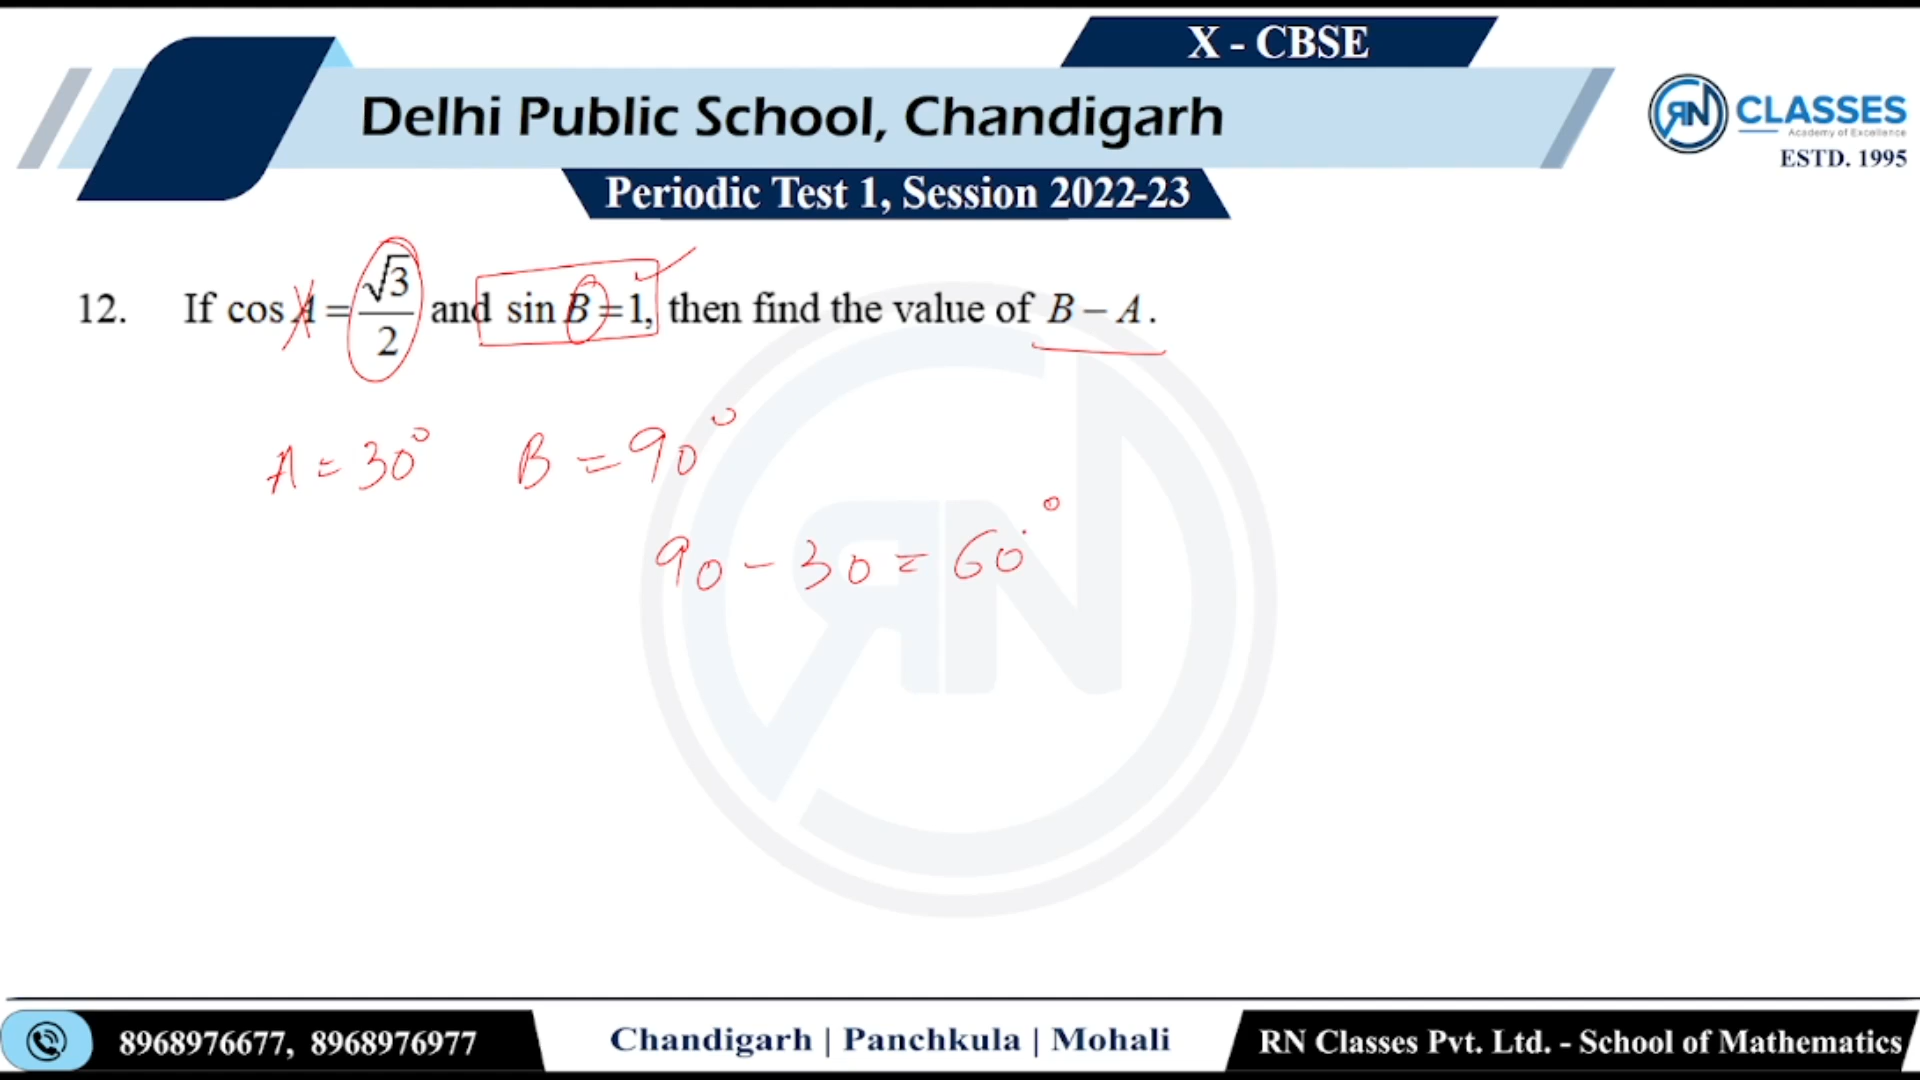 X - CBSE
Delhi Public School, Chandigarh
RN CLASSES
Academy of Excellence
ESTD. 1995
Periodic Test 1, Session 2022-23
12. If cos A = √3/2 and sin B = 1, then find the value of B – A.
A = 30° B = 90°
90 - 30 = 60°
RN
8968976677, 8968976977
Chandigarh | Panchkula | Mohali
RN Classes Pvt. Ltd. - School of Mathematics